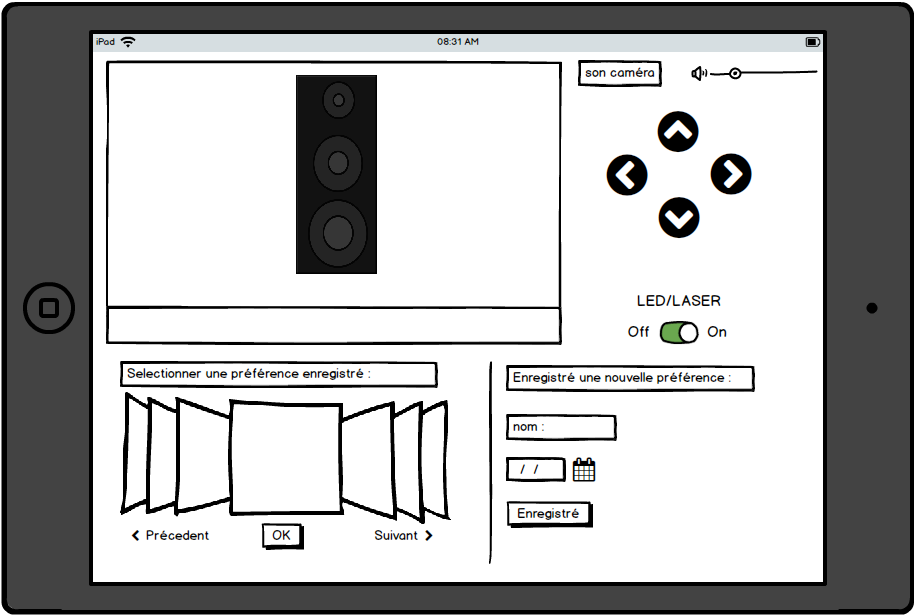 iPad
08:31 AM
son caméra
LED/LASER
Off On
Selectionner une préférence enregistré :
Enregistré une nouvelle préférence :
nom :
/ /
Enregistré
Précedent OK Suivant